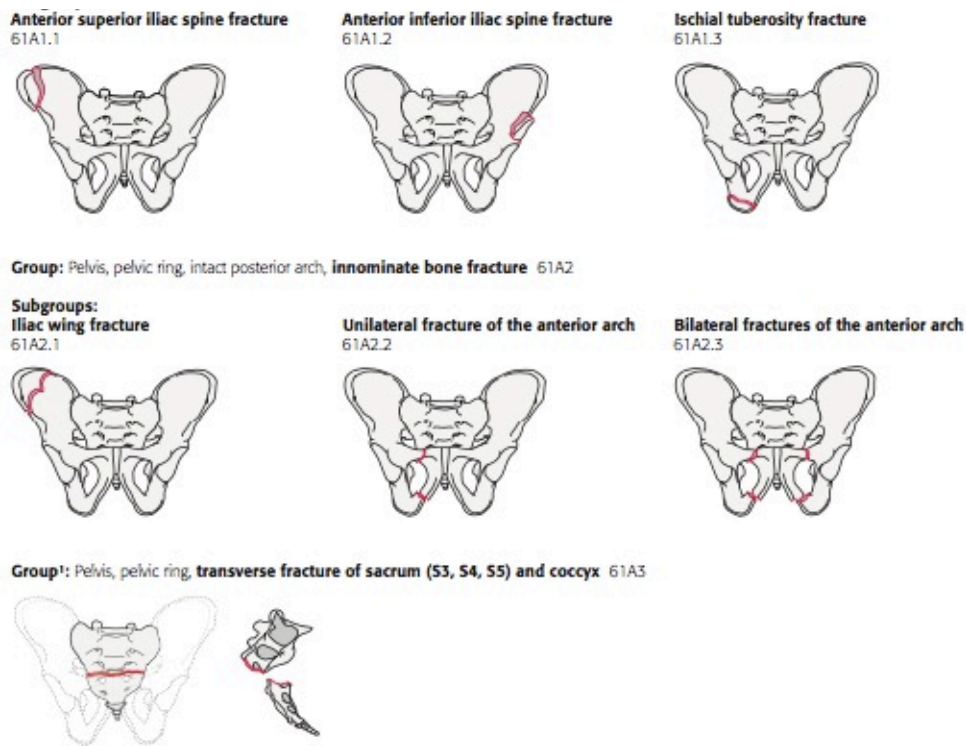 Anterior superior iliac spine fracture
61A1.1
Anterior inferior iliac spine fracture
61A1.2
Ischial tuberosity fracture
61A1.3
Group: Pelvis, pelvic ring, intact posterior arch, innominate bone fracture 61A2
Subgroups:
Iliac wing fracture
61A2.1
Unilateral fracture of the anterior arch
61A2.2
Bilateral fractures of the anterior arch
61A2.3
Group¹: Pelvis, pelvic ring, transverse fracture of sacrum (S3, S4, S5) and coccyx 61A3